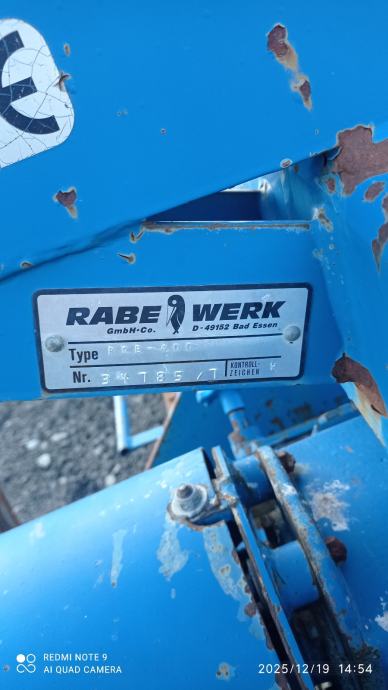 RABE WERK
GmbH·Co. D-49152 Bad Essen
Type
Nr. 34785/7 KONTROLL-
ZEICHEN K
REDMI NOTE 9
AI QUAD CAMERA
2025/12/19 14:54